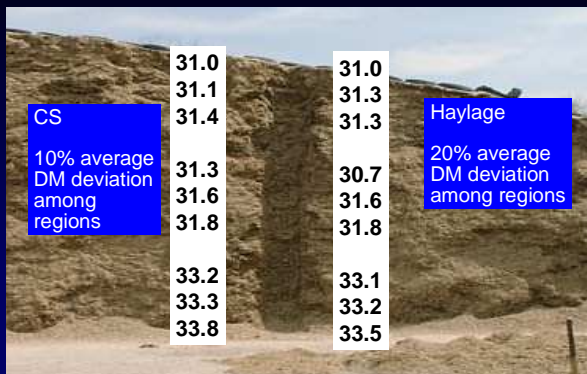 CS
10% average
DM deviation
among
regions
31.0
31.1
31.4
31.3
31.6
31.8
33.2
33.3
33.8
31.0
31.3
31.3
30.7
31.6
31.8
33.1
33.2
33.5
Haylage
20% average
DM deviation
among regions